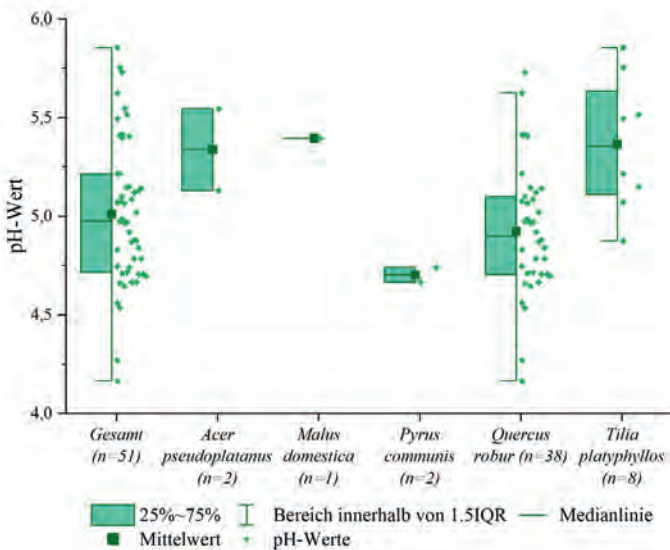 6,0
5,5
5,0
4,5
4,0
pH-Wert
Gesamt
(n=51)
Acer
pseudoplatanus
(n=2)
Malus
domestica
(n=1)
Pyrus
communis
(n=2)
Quercus
robur (n=38)
Tilia
platyphyllos
(n=8)
25%~75%
Bereich innerhalb von 1.5IQR
Medianlinie
Mittelwert
pH-Werte